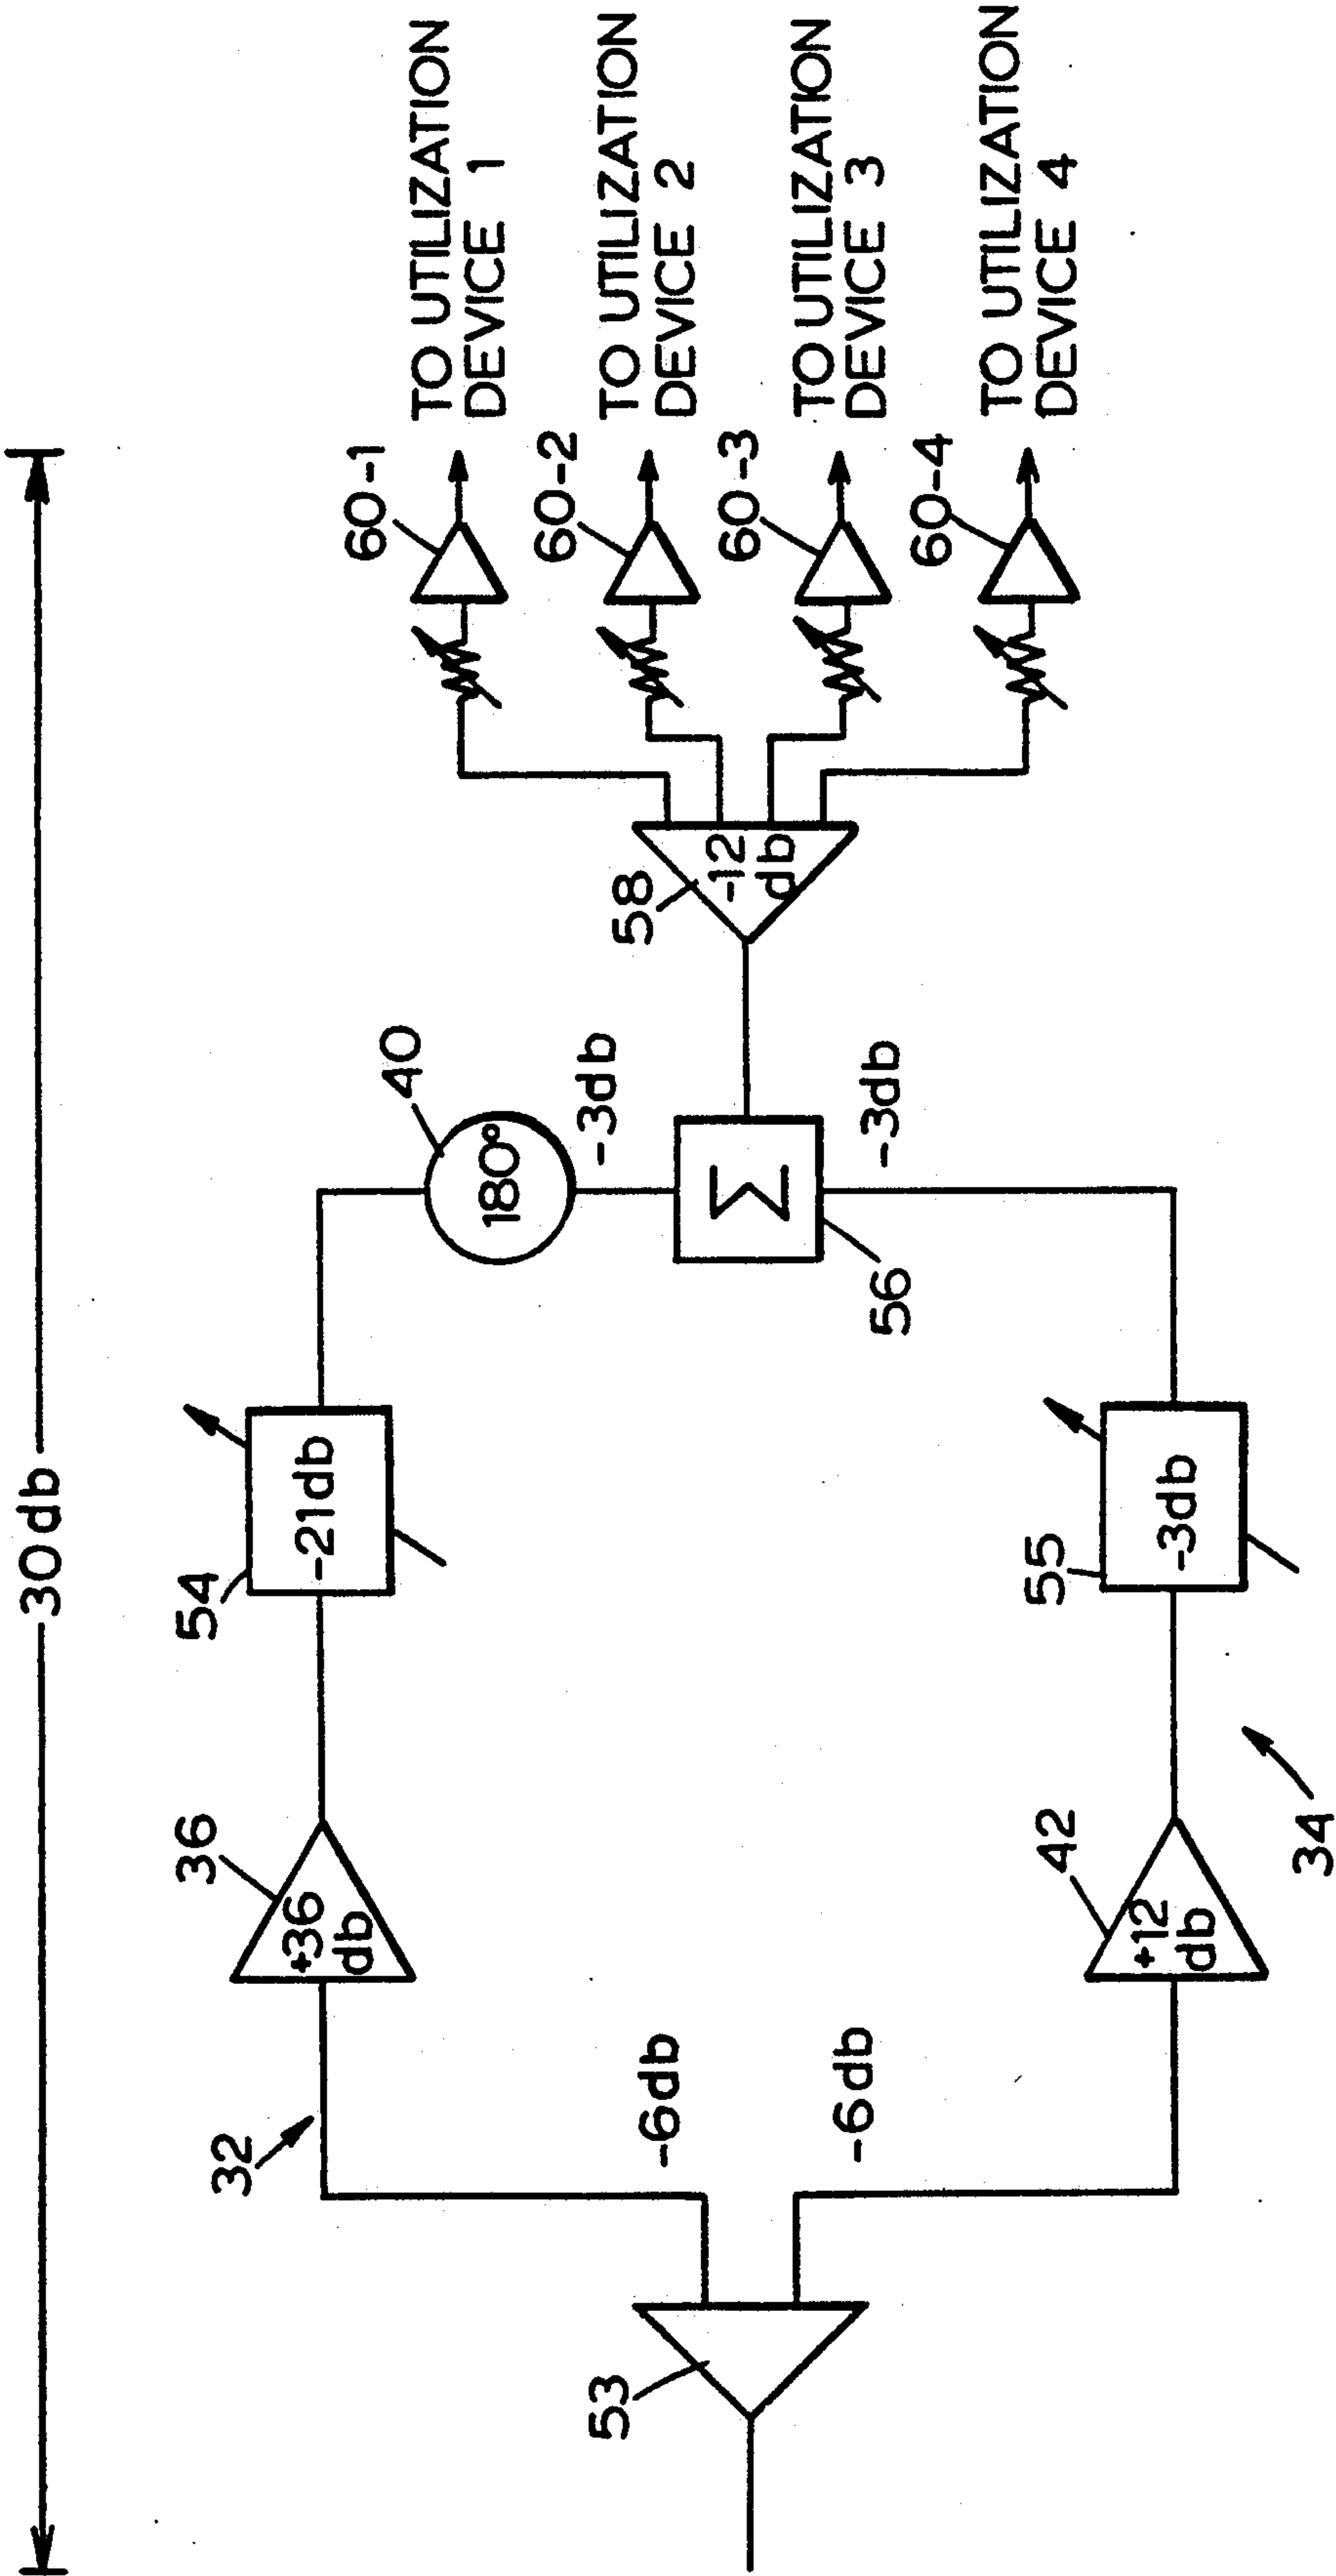 30 db
32
36
+36
db
54
-21db
40
180°
-3db
53
-6db
-6db
Σ
56
-3db
58
-12
db
60-1
TO UTILIZATION
DEVICE 1
60-2
TO UTILIZATION
DEVICE 2
60-3
TO UTILIZATION
DEVICE 3
60-4
TO UTILIZATION
DEVICE 4
42
+12
db
55
-3db
34